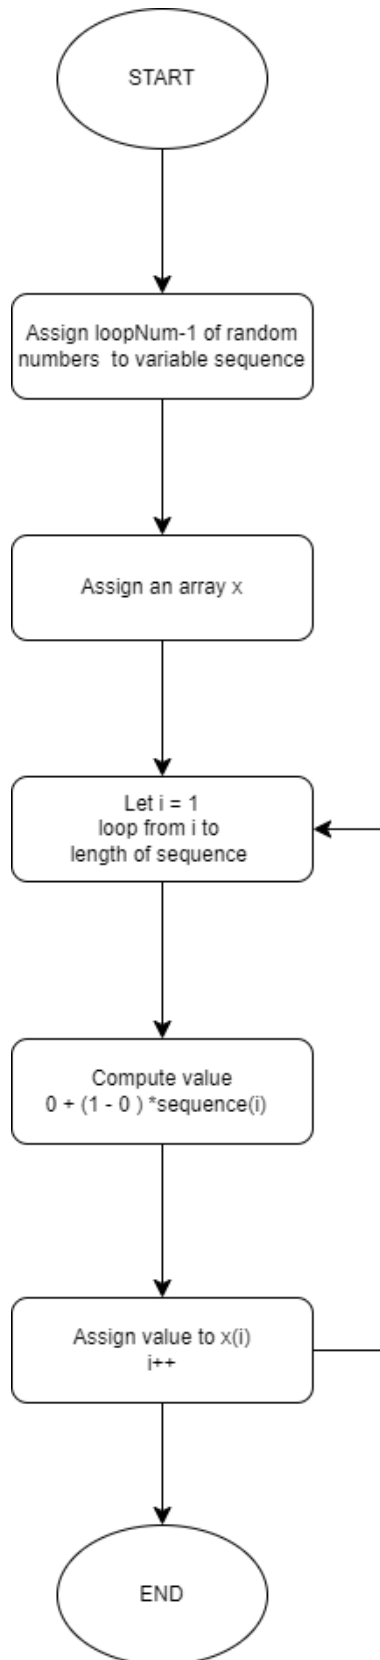 START
Assign loopNum-1 of random
numbers  to variable sequence
Assign an array x
Let i = 1
loop from i to
length of sequence
Compute value
0 + (1 - 0 ) *sequence(i)
Assign value to x(i)
i++
END